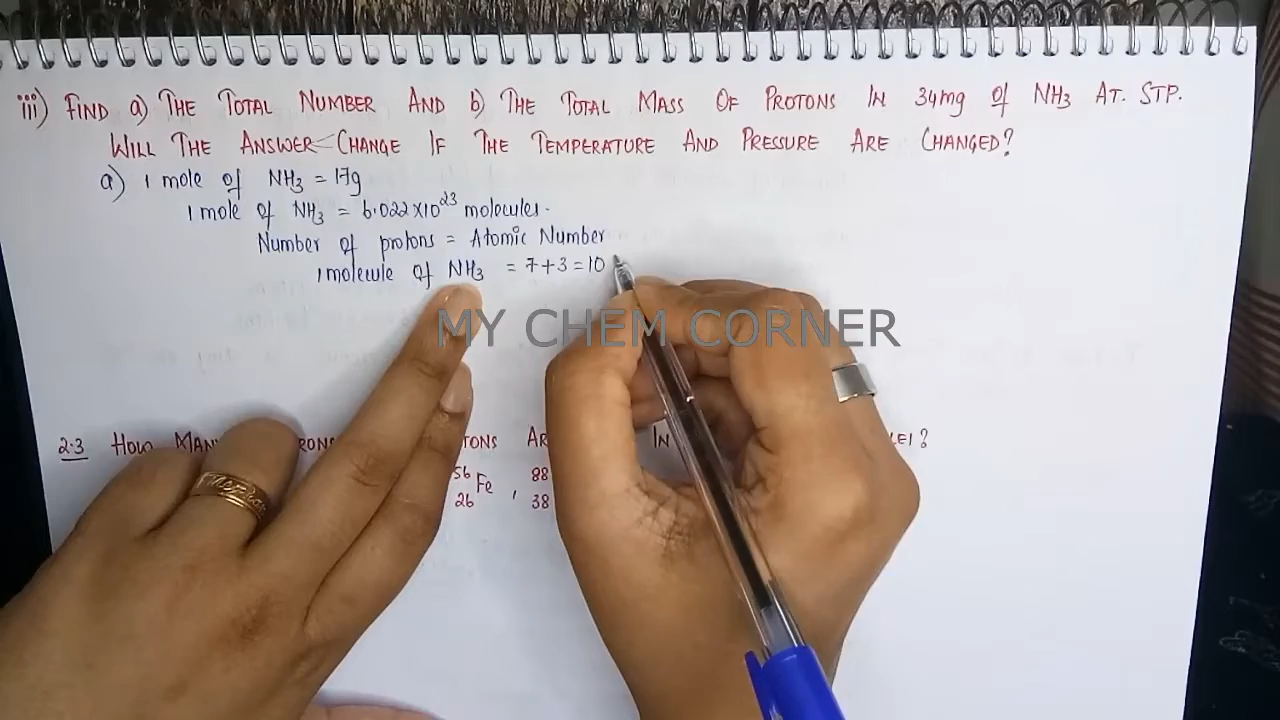 iii) FIND a) THE TOTAL NUMBER AND b) THE TOTAL MASS OF PROTONS IN 34mg of NH3 AT. STP.
WILL THE ANSWER CHANGE IF THE TEMPERATURE AND PRESSURE ARE CHANGED?
a) 1 mole of NH3 = 17g
1 mole of NH3 = 6.022×10^23 molecules.
Number of protons = Atomic Number
1 molecule of NH3 = 7+3=10
MY CHEM CORNER
2.3 HOW MAN IN
56 26 Fe , 88 38